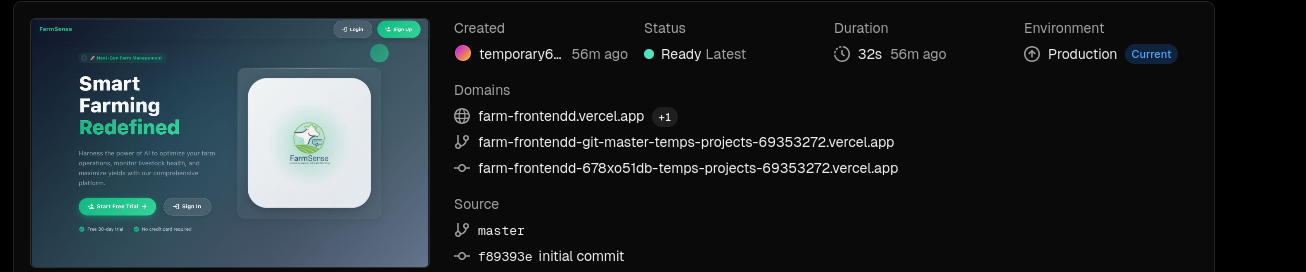 FarmSense
Login
Sign Up
Next-Gen Farm Management
Smart
Farming
Redefined
Harness the power of AI to optimize your farm
operations, monitor livestock health, and
maximize yields with our comprehensive
platform.
Start Free Trial →
Sign In
Free 30-day trial
No credit card required
FarmSense
Created
temporary6... 56m ago
Status
Ready Latest
Duration
32s 56m ago
Environment
Production Current
Domains
farm-frontendd.vercel.app +1
farm-frontendd-git-master-temps-projects-69353272.vercel.app
farm-frontendd-678xo51db-temps-projects-69353272.vercel.app
Source
master
f89393e initial commit